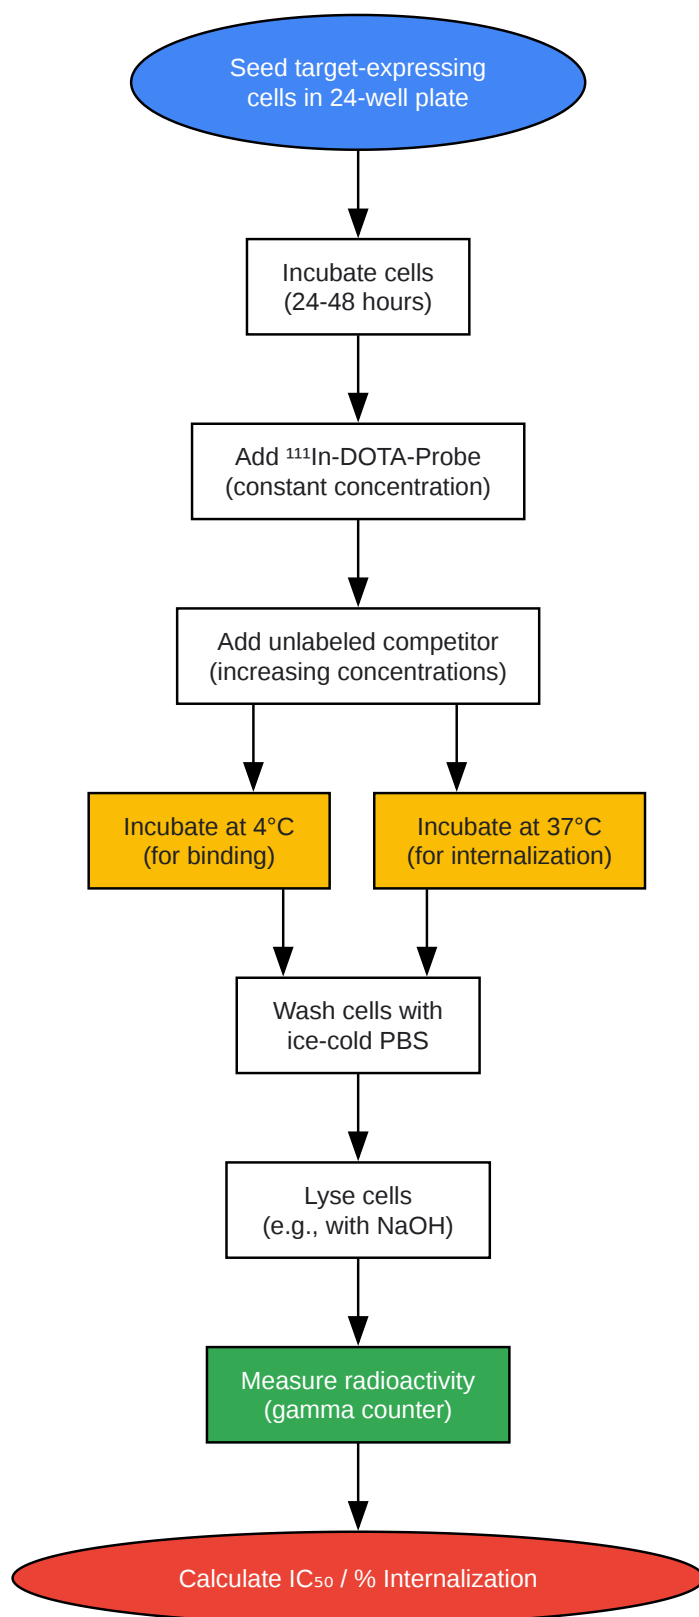 Seed target-expressing
cells in 24-well plate
Incubate cells
(24-48 hours)
Add ¹¹¹In-DOTA-Probe
(constant concentration)
Add unlabeled competitor
(increasing concentrations)
Incubate at 4°C
(for binding)
Incubate at 37°C
(for internalization)
Wash cells with
ice-cold PBS
Lyse cells
(e.g., with NaOH)
Measure radioactivity
(gamma counter)
Calculate IC₅₀ / % Internalization